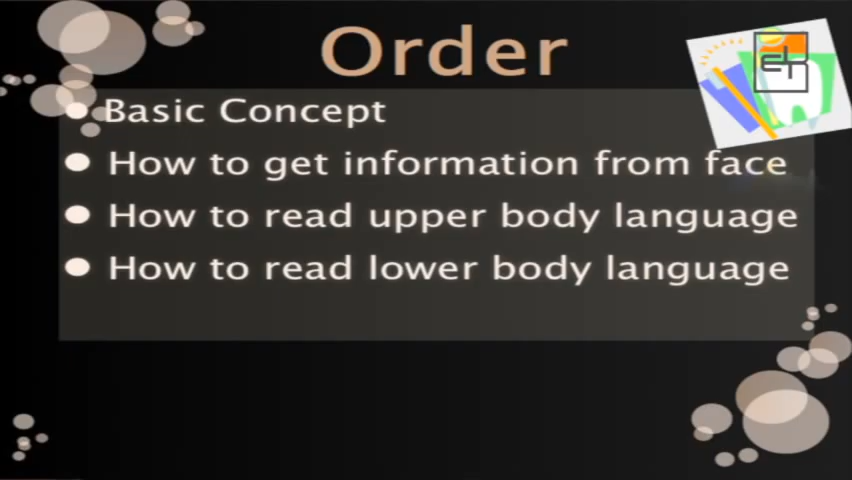 Order
Basic Concept
How to get information from face
How to read upper body language
How to read lower body language